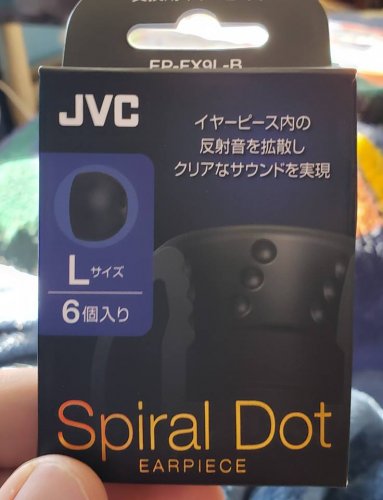 EP-FX9L-B
JVC
イヤーピース内の
反射音を拡散し
クリアなサウンドを実現
Lサイズ
6個入り
Spiral Dot
EARPIECE